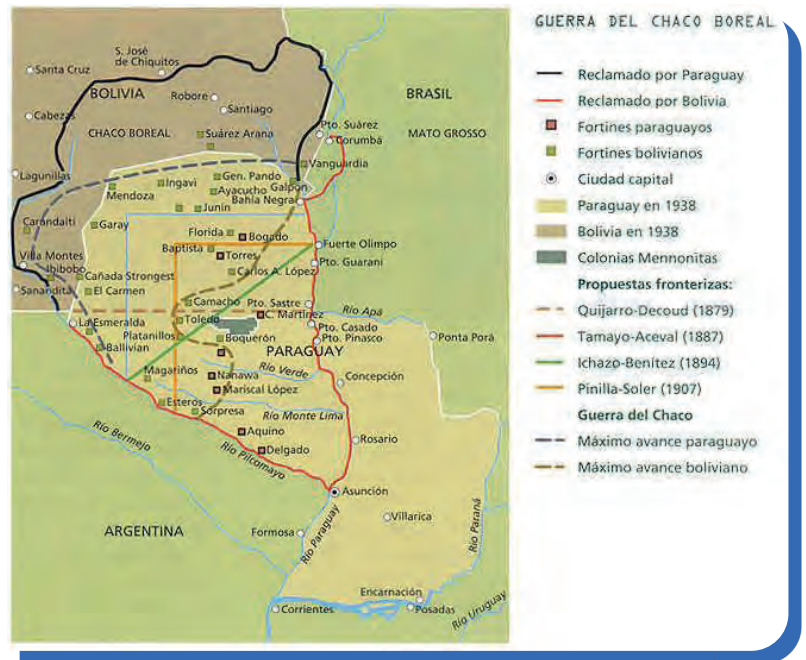 GUERRA DEL CHACO BOREAL
Reclamado por Paraguay
Reclamado por Bolivia
Fortines paraguayos
Fortines bolivianos
Ciudad capital
Paraguay en 1938
Bolivia en 1938
Colonias Mennonitas
Propuestas fronterizas:
Quijarro-Decoud (1879)
Tamayo-Aceval (1887)
Ichazo-Benítez (1894)
Pinilla-Soler (1907)
Guerra del Chaco
Máximo avance paraguayo
Máximo avance boliviano
S. José
de Chiquitos
Santa Cruz
BOLIVIA
Robore
Santiago
BRASIL
Cabezas
CHACO BOREAL
Suárez Arana
Pto. Suárez
Corumbá
MATO GROSSO
Vanguardia
Lagunillas
Mendoza
Ingavi
Gen. Pando
Ayacucho
Galpón
Junín
Bahía Negra
Carandaití
Garay
Florida
Bogado
Baptista
Torres
Fuerte Olimpo
Villa Montes
Ibibobo
Cañada Strongest
Carlos A. López
Pto. Guaraní
Sanandita
El Carmen
Camacho
Pto. Sastre
C. Martínez
Río Apá
La Esmeralda
Toledo
Pto. Casado
Platanillos
Boquerón
Pto. Pinasco
Ponta Porá
Ballivián
PARAGUAY
Magariños
Río Verde
Nanawa
Concepción
Mariscal López
Esteros
Sorpresa
Río Monte Lima
Río Bermejo
Aquino
Rosario
Río Pilcomayo
Delgado
Asunción
ARGENTINA
Formosa
Río Paraguay
Villarica
Río Paraná
Encarnación
Corrientes
Posadas
Río Uruguay